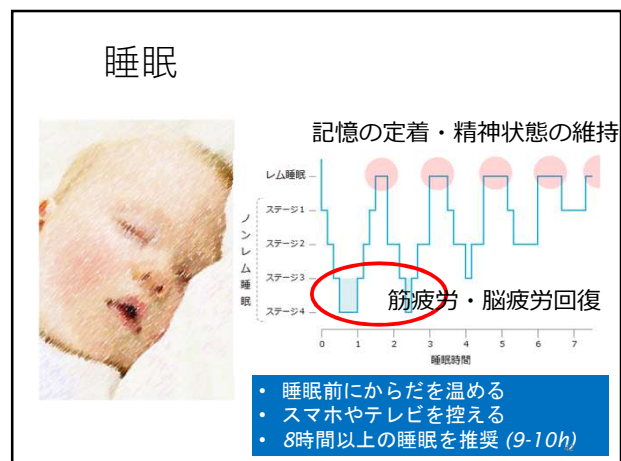 睡眠
記憶の定着・精神状態の維持
レム睡眠
ステージ1
ステージ2
ステージ3
ステージ4
ノンレム睡眠
筋疲労・脳疲労回復
0 1 2 3 4 5 6 7
睡眠時間
• 睡眠前にからだを温める
• スマホやテレビを控える
• 8時間以上の睡眠を推奨 (9-10h)